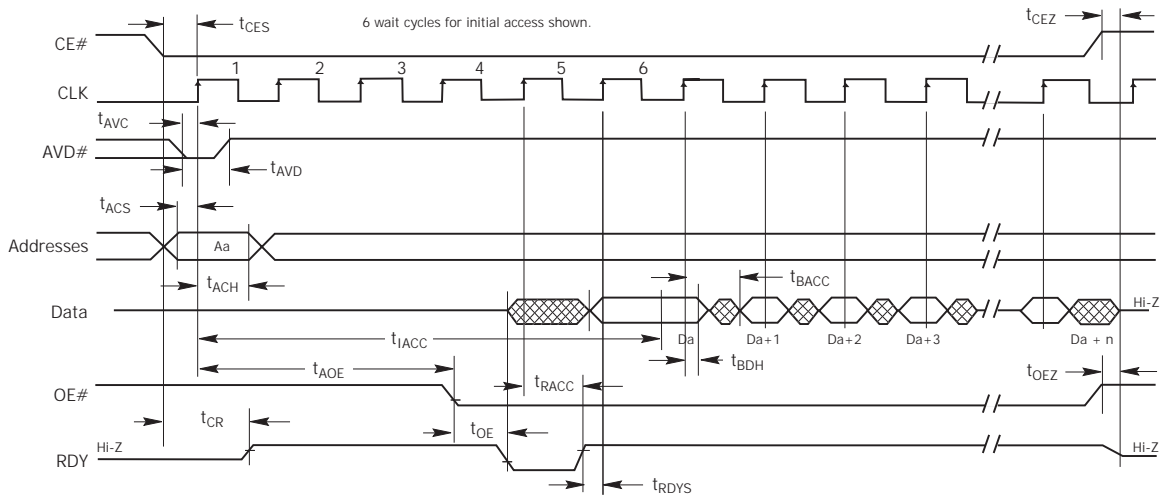 tCES
6 wait cycles for initial access shown.
tCEZ
CE#
1 2 3 4 5 6
CLK
tAVC
AVD#
tAVD
tACS
Addresses
Aa
tACH
tBACC
Data
Hi-Z
tIACC
Da
Da+1
Da+2
Da+3
Da + n
tBDH
tAOE
tRACC
tOEZ
OE#
tCR
tOE
Hi-Z
RDY
Hi-Z
tRDYS